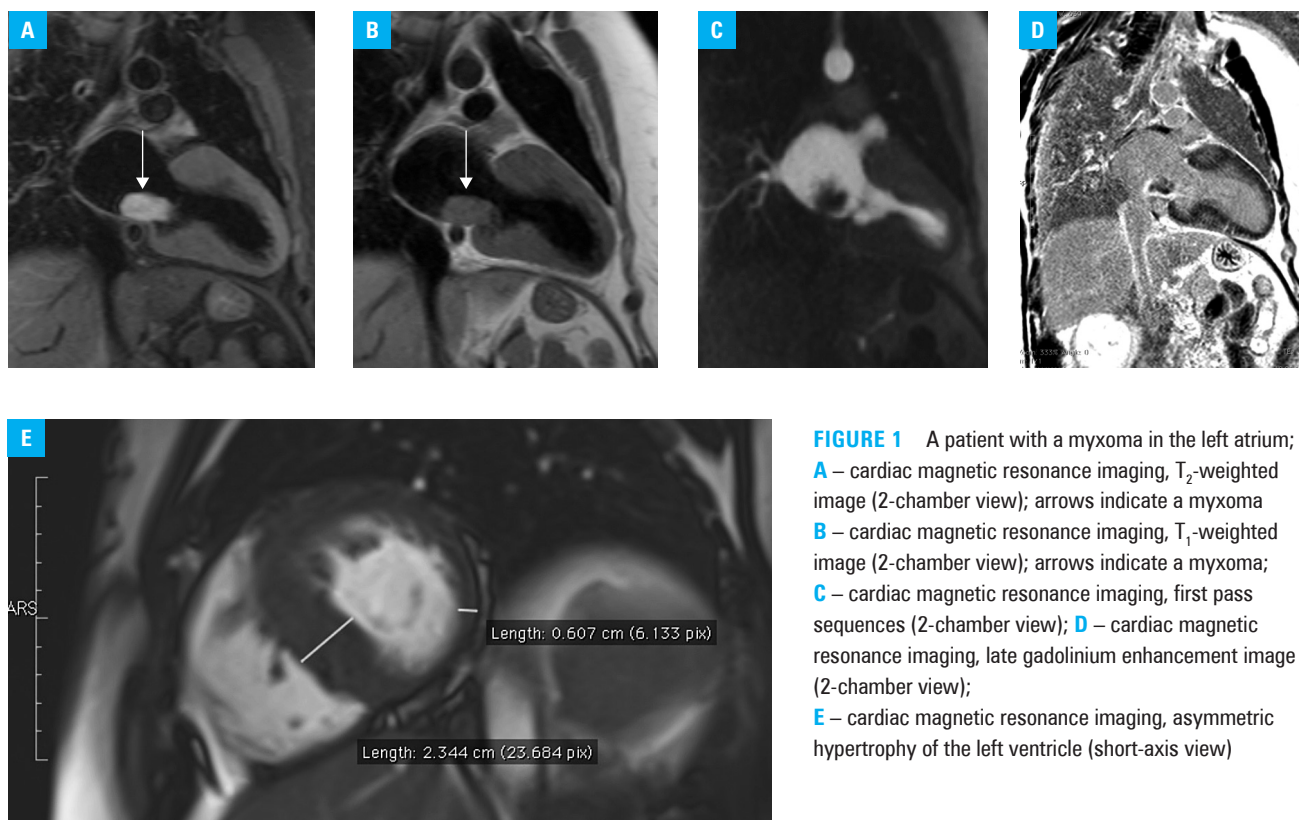 A
B
C
D
E
ARS
Length: 0.607 cm (6.133 pix)
Length: 2.344 cm (23.684 pix)
FIGURE 1 A patient with a myxoma in the left atrium;
A – cardiac magnetic resonance imaging, T₂-weighted
image (2-chamber view); arrows indicate a myxoma
B – cardiac magnetic resonance imaging, T₁-weighted
image (2-chamber view); arrows indicate a myxoma;
C – cardiac magnetic resonance imaging, first pass
sequences (2-chamber view); D – cardiac magnetic
resonance imaging, late gadolinium enhancement image
(2-chamber view);
E – cardiac magnetic resonance imaging, asymmetric
hypertrophy of the left ventricle (short-axis view)